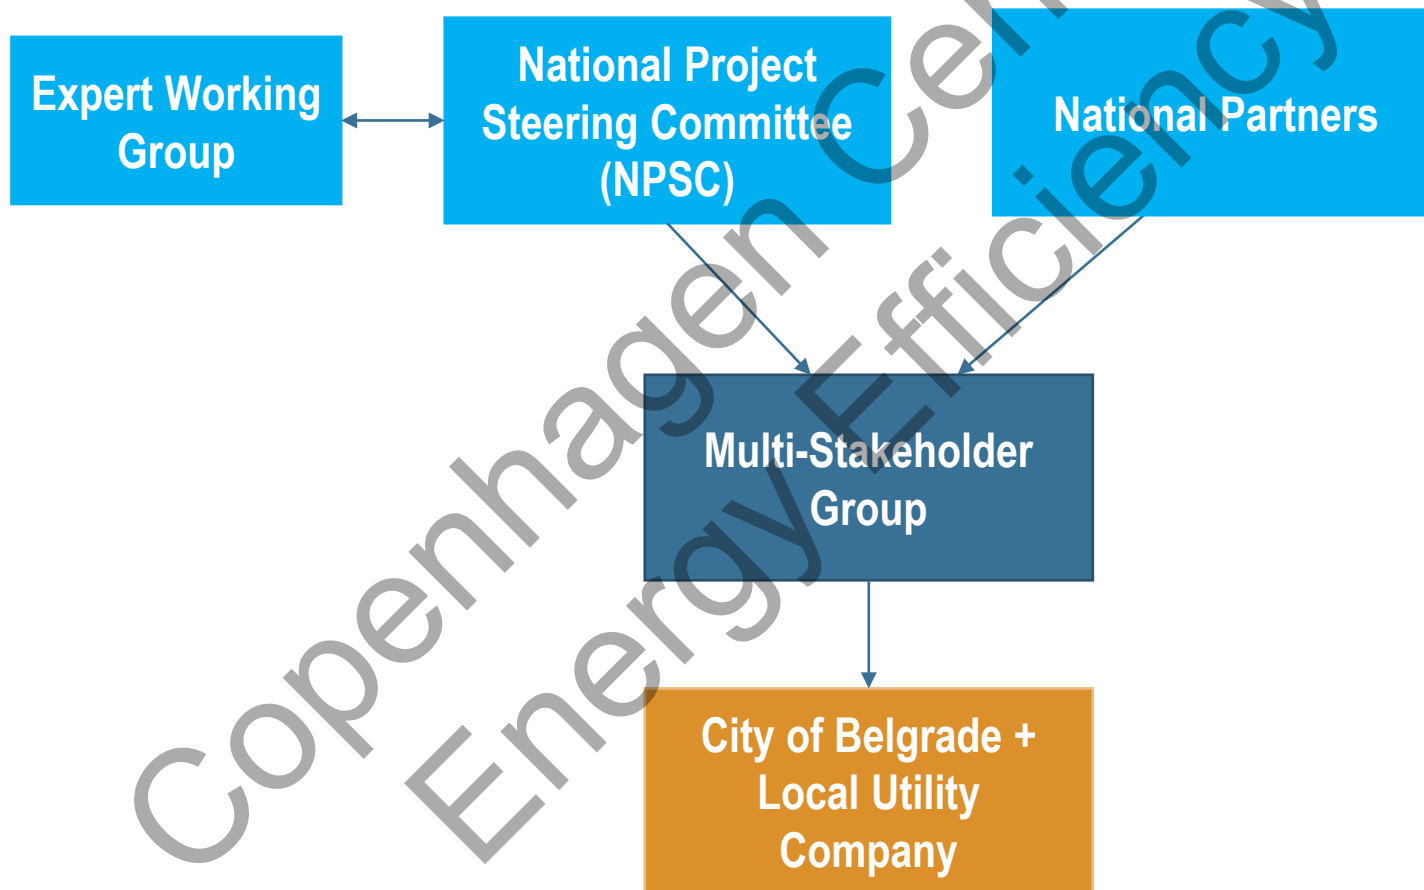 Expert Working
Group
National Project
Steering Committee
(NPSC)
National Partners
Multi-Stakeholder
Group
City of Belgrade +
Local Utility
Company
Copenhagen Cen
Energy Efficiency